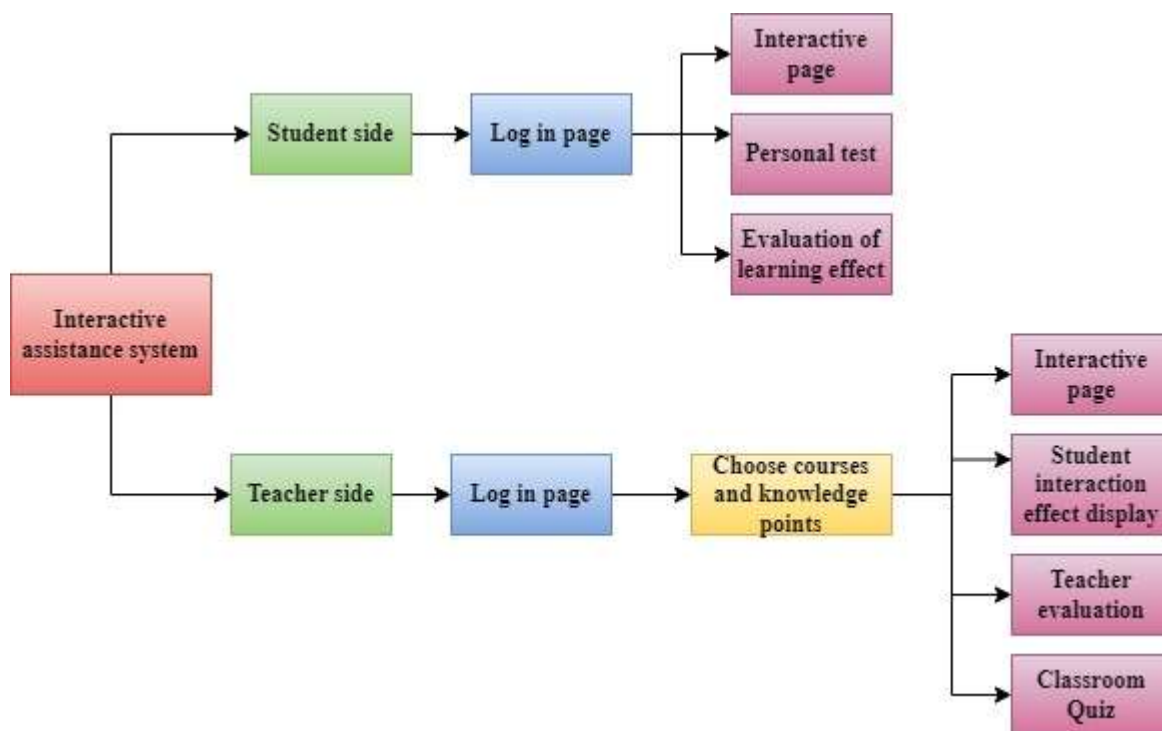 Interactive
page
Student side
Log in page
Personal test
Evaluation of
learning effect
Interactive
assistance system
Teacher side
Log in page
Choose courses
and knowledge
points
Interactive
page
Student
interaction
effect display
Teacher
evaluation
Classroom
Quiz